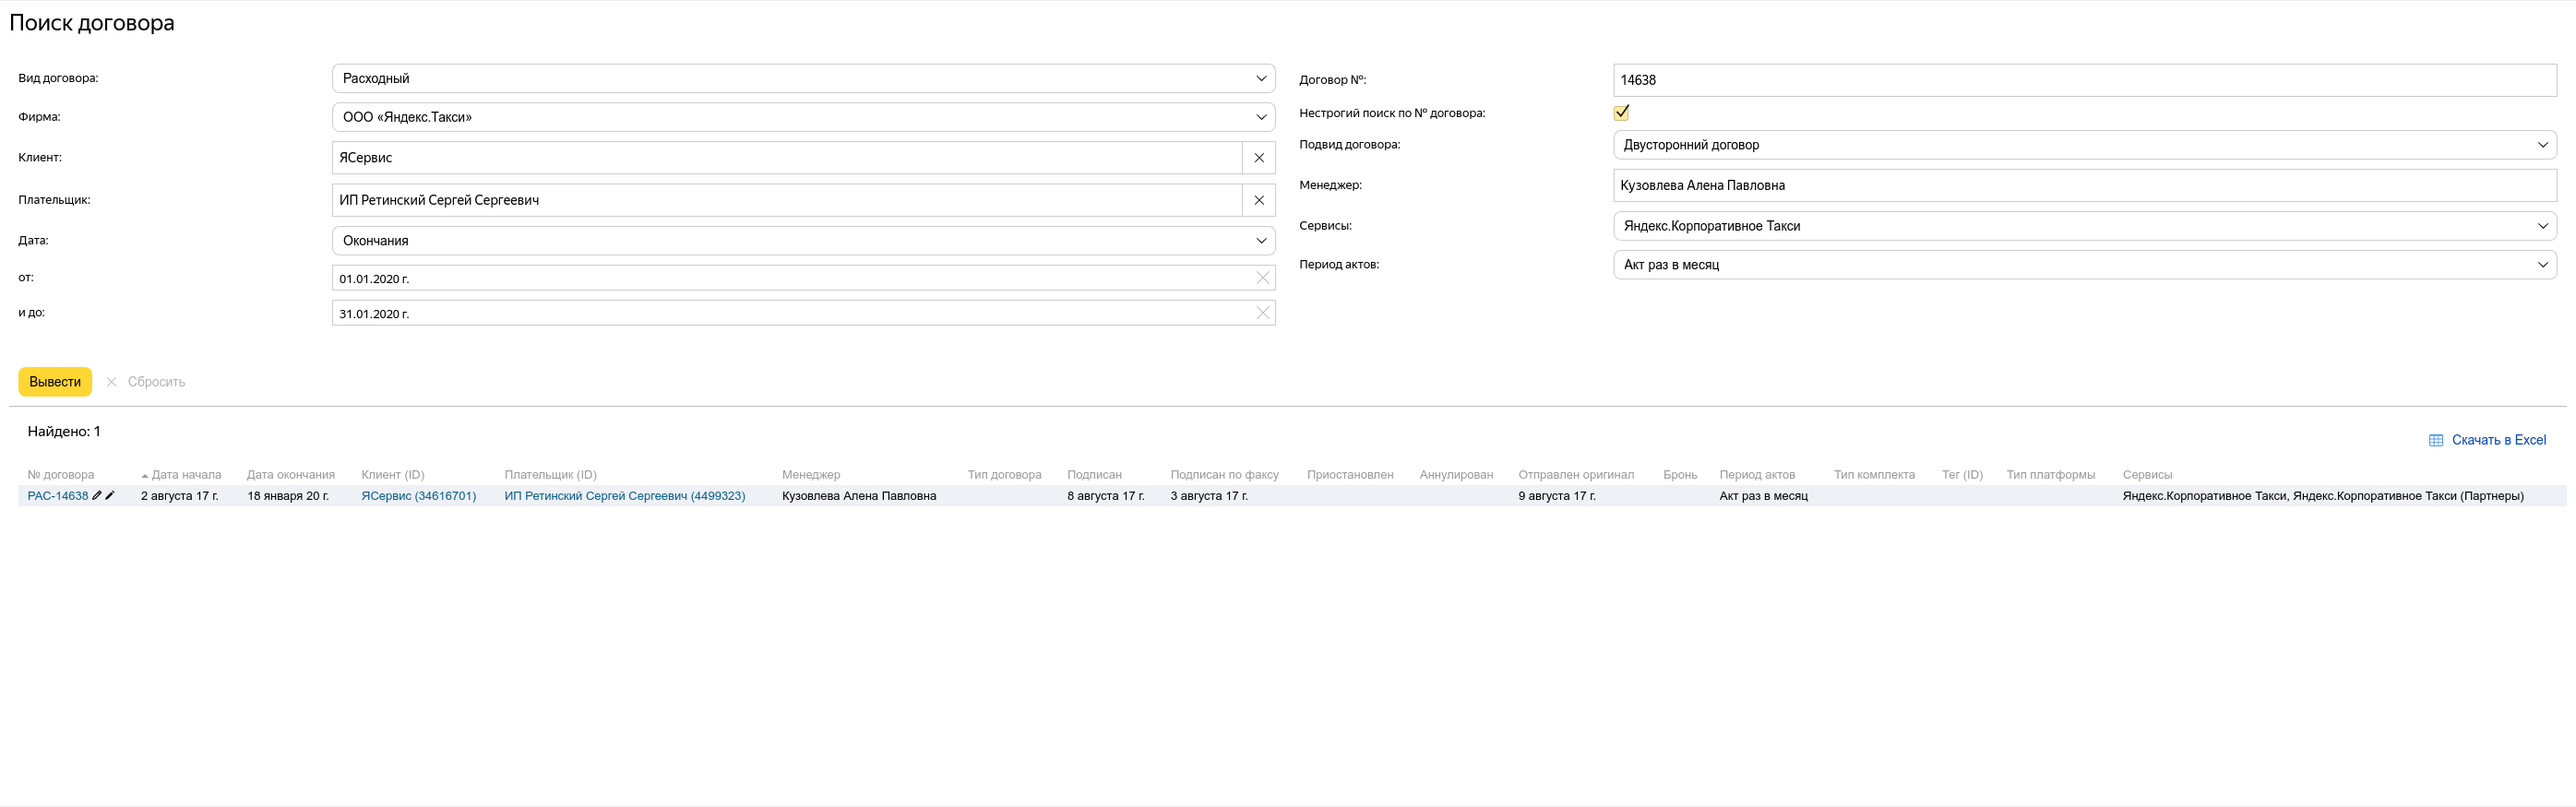 Поиск договора
Вид договора: Расходный
Фирма: ООО «Яндекс.Такси»
Клиент: ЯСервис
Плательщик: ИП Ретинский Сергей Сергеевич
Дата: Окончания
от: 01.01.2020 г.
и до: 31.01.2020 г.
Договор №: 14638
Нестрогий поиск по № договора:
Подвид договора: Двусторонний договор
Менеджер: Кузовлева Алена Павловна
Сервисы: Яндекс.Корпоративное Такси
Период актов: Акт раз в месяц
Вывести Сбросить
Найдено: 1
Скачать в Excel
№ договора Дата начала Дата окончания Клиент (ID) Плательщик (ID) Менеджер Тип договора Подписан Подписан по факсу Приостановлен Аннулирован Отправлен оригинал Бронь Период актов Тип комплекта Тег (ID) Тип платформы Сервисы
РАС-14638 2 августа 17 г. 18 января 20 г. ЯСервис (34616701) ИП Ретинский Сергей Сергеевич (4499323) Кузовлева Алена Павловна 8 августа 17 г. 3 августа 17 г. 9 августа 17 г. Акт раз в месяц Яндекс.Корпоративное Такси, Яндекс.Корпоративное Такси (Партнеры)